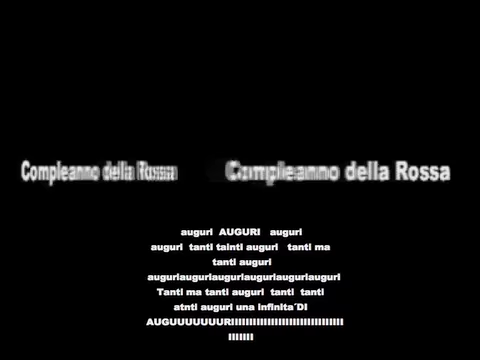 Compleanno della Rossa
Compleanno della Rossa
auguri AUGURI auguri
auguri tanti tainti auguri tanti ma
tanti auguri
auguriauguriauguriauguriauguriauguri
Tanti ma tanti auguri tanti tanti
atnti auguri una infinita´DI
AUGUUUUUUURIIIIIIIIIIIIIIIIIIIIIIIIIIIIIII
IIIIIII